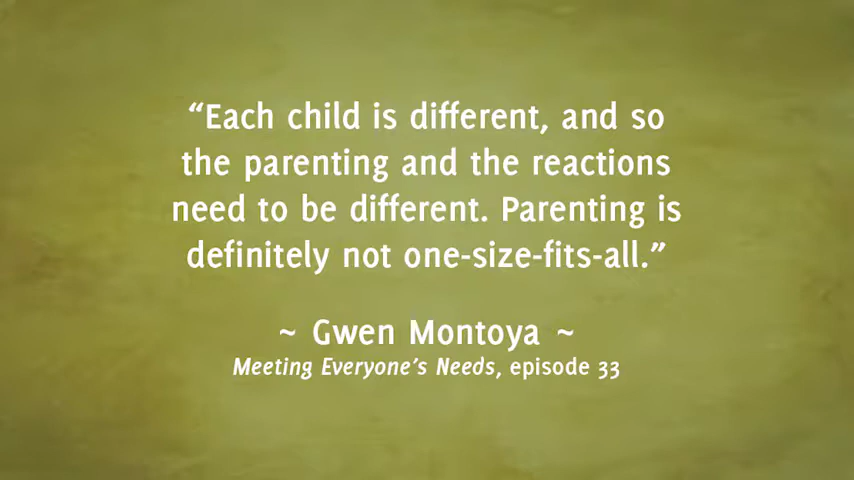 “Each child is different, and so
the parenting and the reactions
need to be different. Parenting is
definitely not one-size-fits-all.”
~ Gwen Montoya ~
Meeting Everyone’s Needs, episode 33